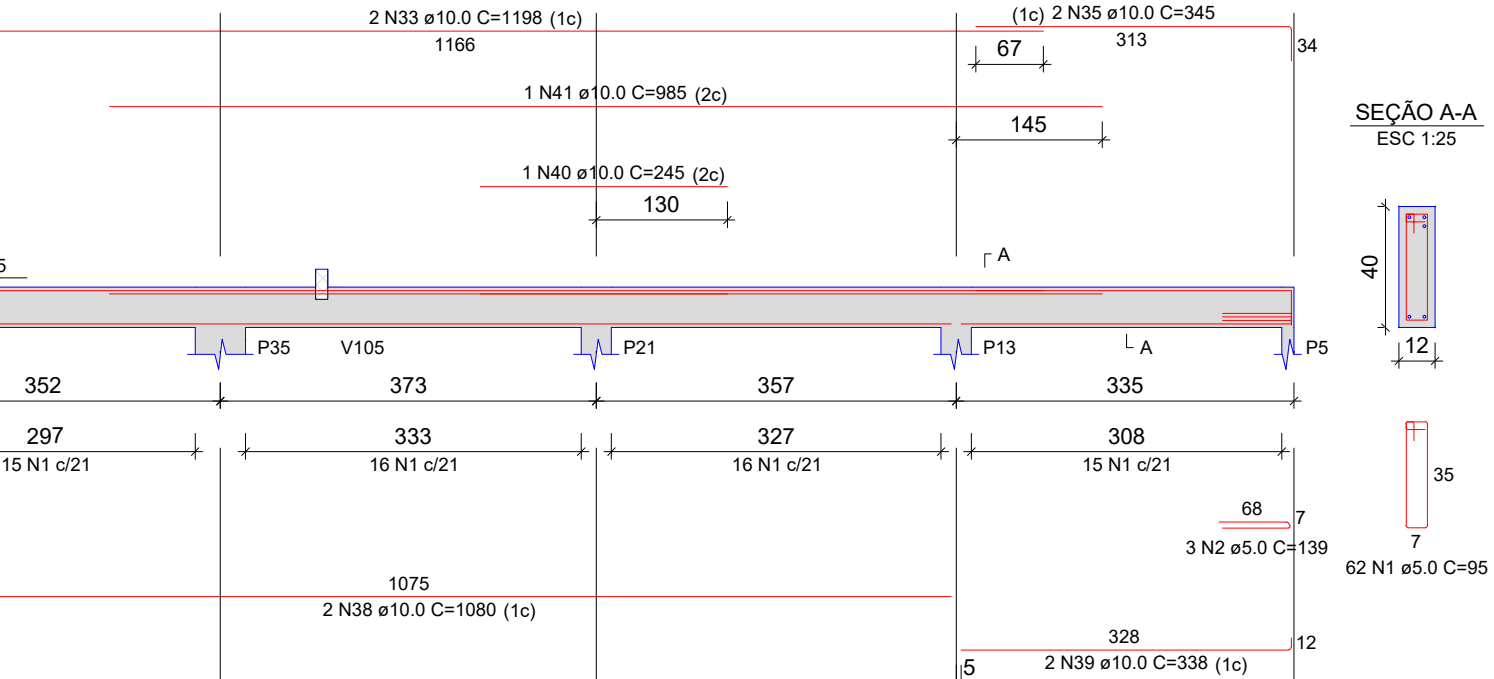 2 N33 ø10.0 C=1198 (1c)
1166
(1c) 2 N35 ø10.0 C=345
313
34
67
1 N41 ø10.0 C=985 (2c)
145
1 N40 ø10.0 C=245 (2c)
130
SEÇÃO A-A
ESC 1:25
A
40
12
P35
V105
P21
P13
A
P5
352
373
357
335
297
333
327
308
15 N1 c/21
16 N1 c/21
16 N1 c/21
15 N1 c/21
35
7
62 N1 ø5.0 C=95
68
7
3 N2 ø5.0 C=139
1075
2 N38 ø10.0 C=1080 (1c)
328
12
2 N39 ø10.0 C=338 (1c)
5